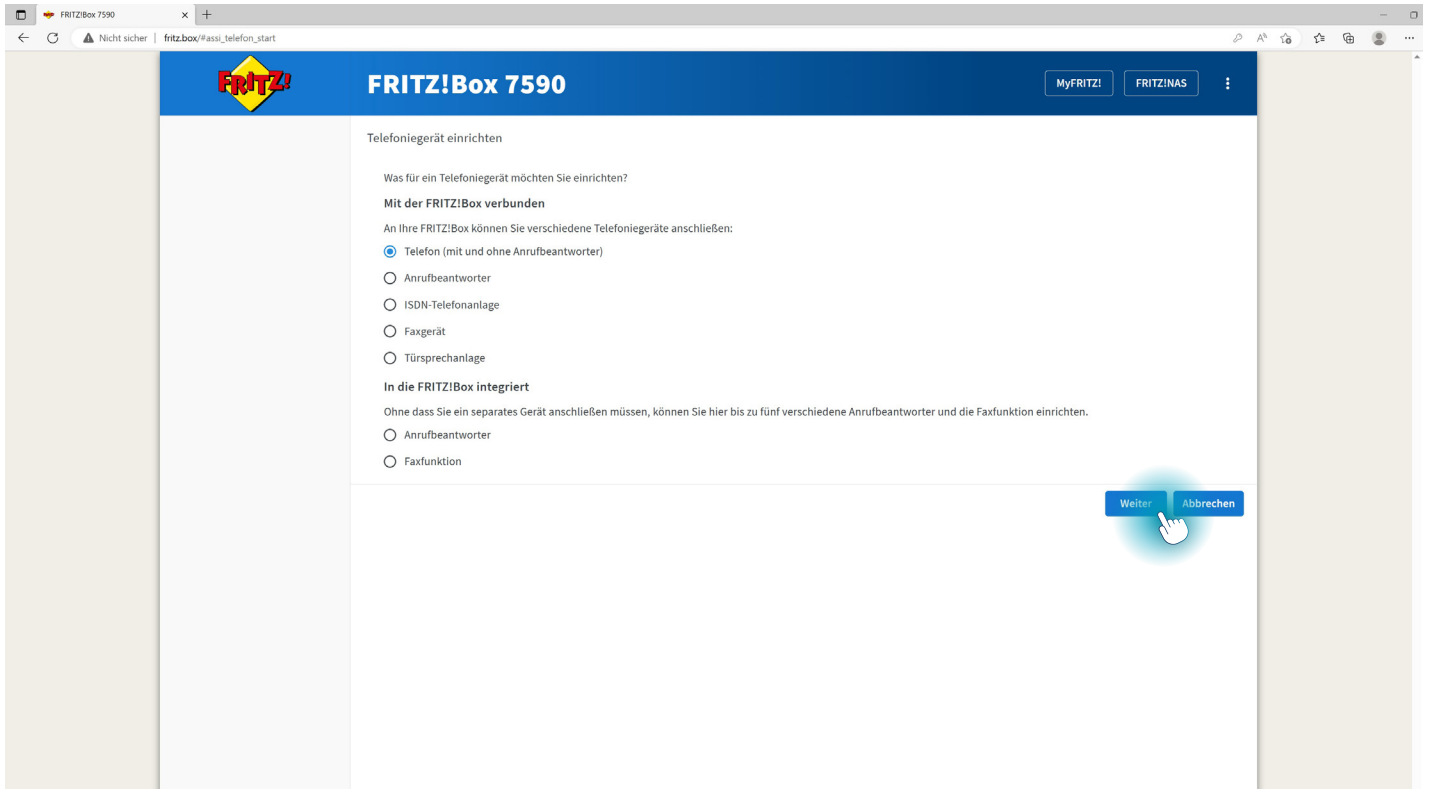 FRITZ!Box 7590
Nicht sicher | fritz.box/#assi_telefon_start
FRITZ!
FRITZ!Box 7590
MyFRITZ!
FRITZ!NAS
Telefoniegerät einrichten
Was für ein Telefoniegerät möchten Sie einrichten?
Mit der FRITZ!Box verbunden
An Ihre FRITZ!Box können Sie verschiedene Telefoniegeräte anschließen:
Telefon (mit und ohne Anrufbeantworter)
Anrufbeantworter
ISDN-Telefonanlage
Faxgerät
Türsprechanlage
In die FRITZ!Box integriert
Ohne dass Sie ein separates Gerät anschließen müssen, können Sie hier bis zu fünf verschiedene Anrufbeantworter und die Faxfunktion einrichten.
Anrufbeantworter
Faxfunktion
Weiter
Abbrechen